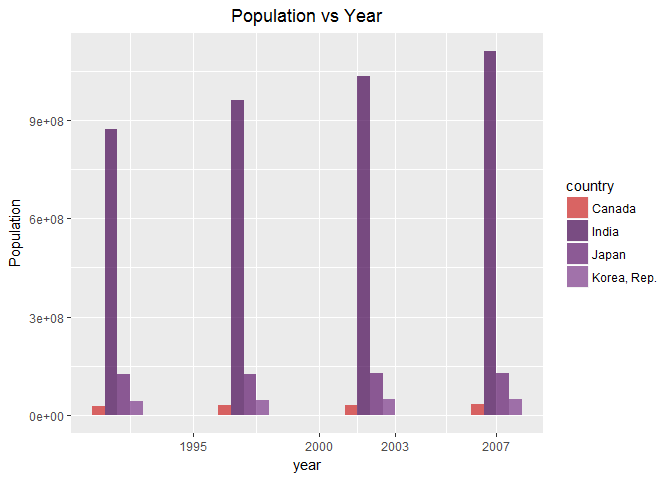 Population vs Year
Population
9e+08
6e+08
3e+08
0e+00
1995 2000 2003 2007
year
country
Canada
India
Japan
Korea, Rep.